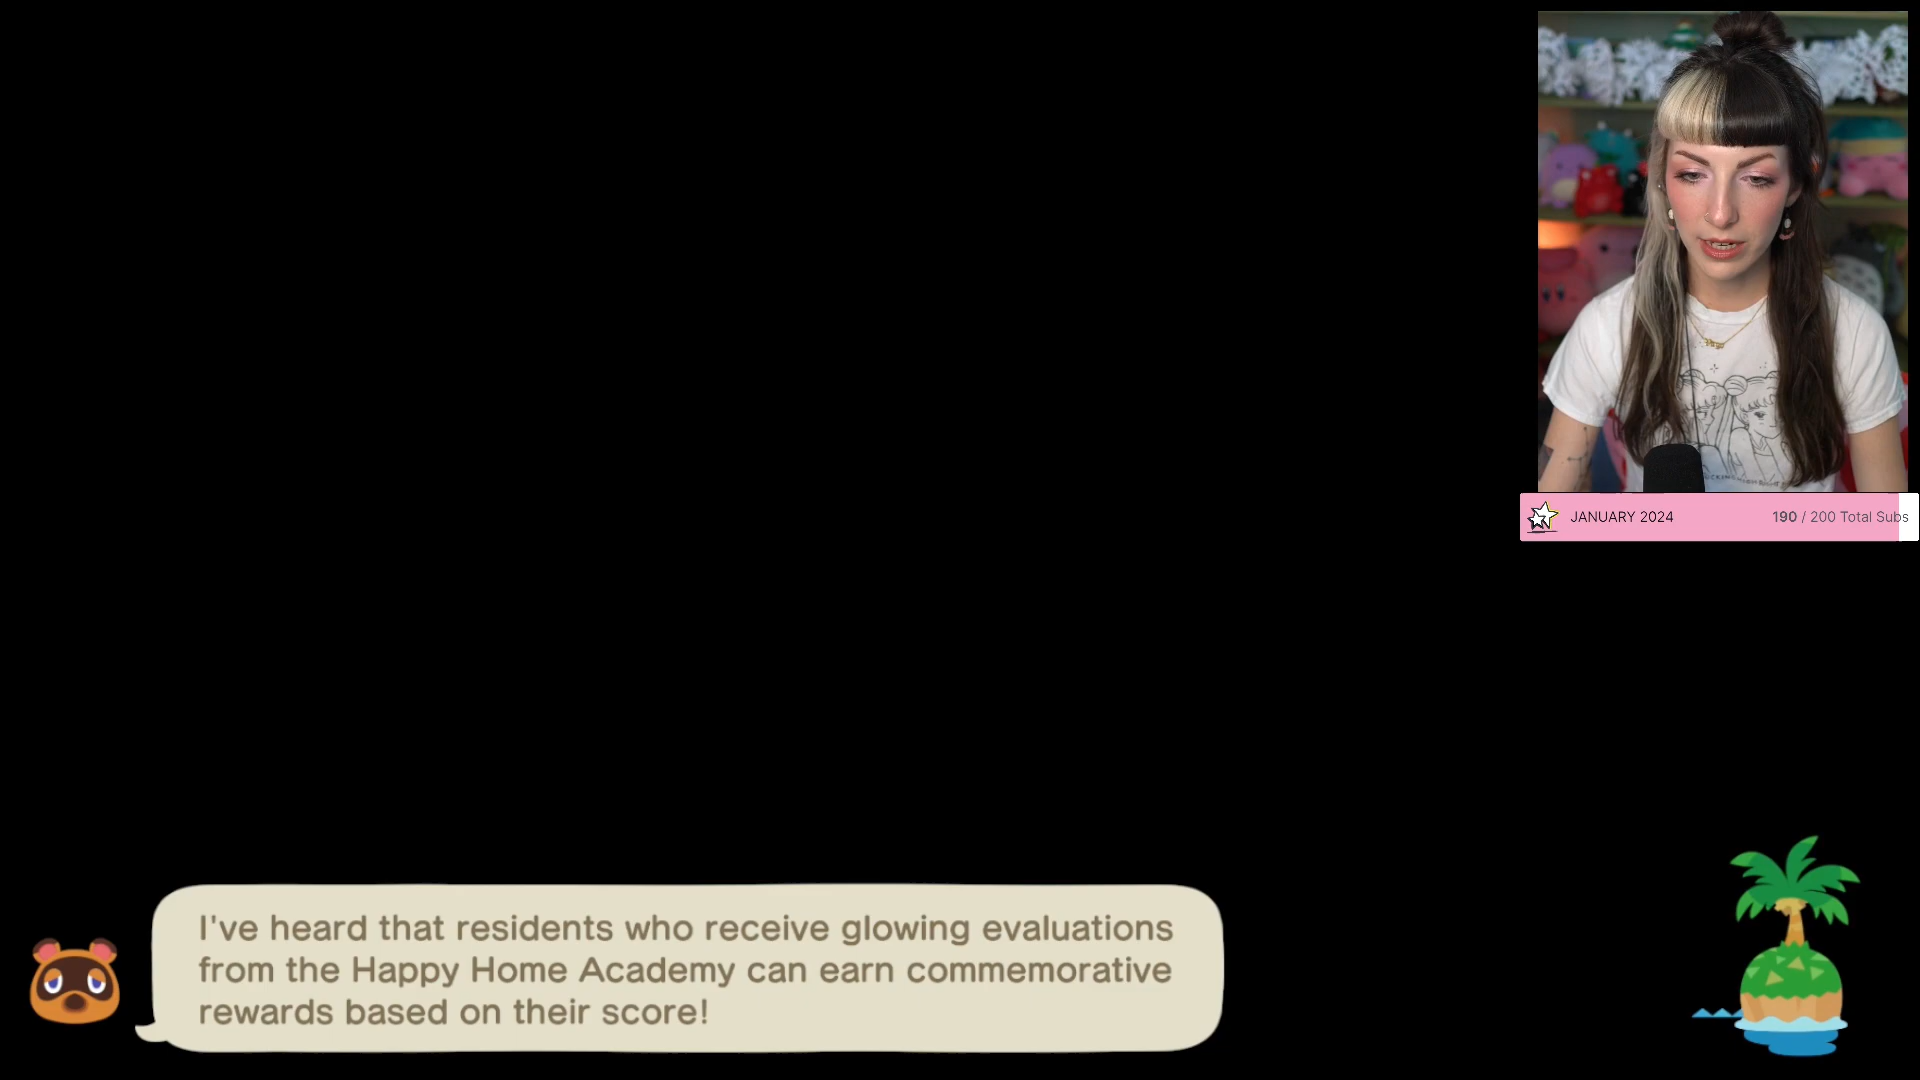 JANUARY 2024
190 / 200 Total Subs
I've heard that residents who receive glowing evaluations
from the Happy Home Academy can earn commemorative
rewards based on their score!